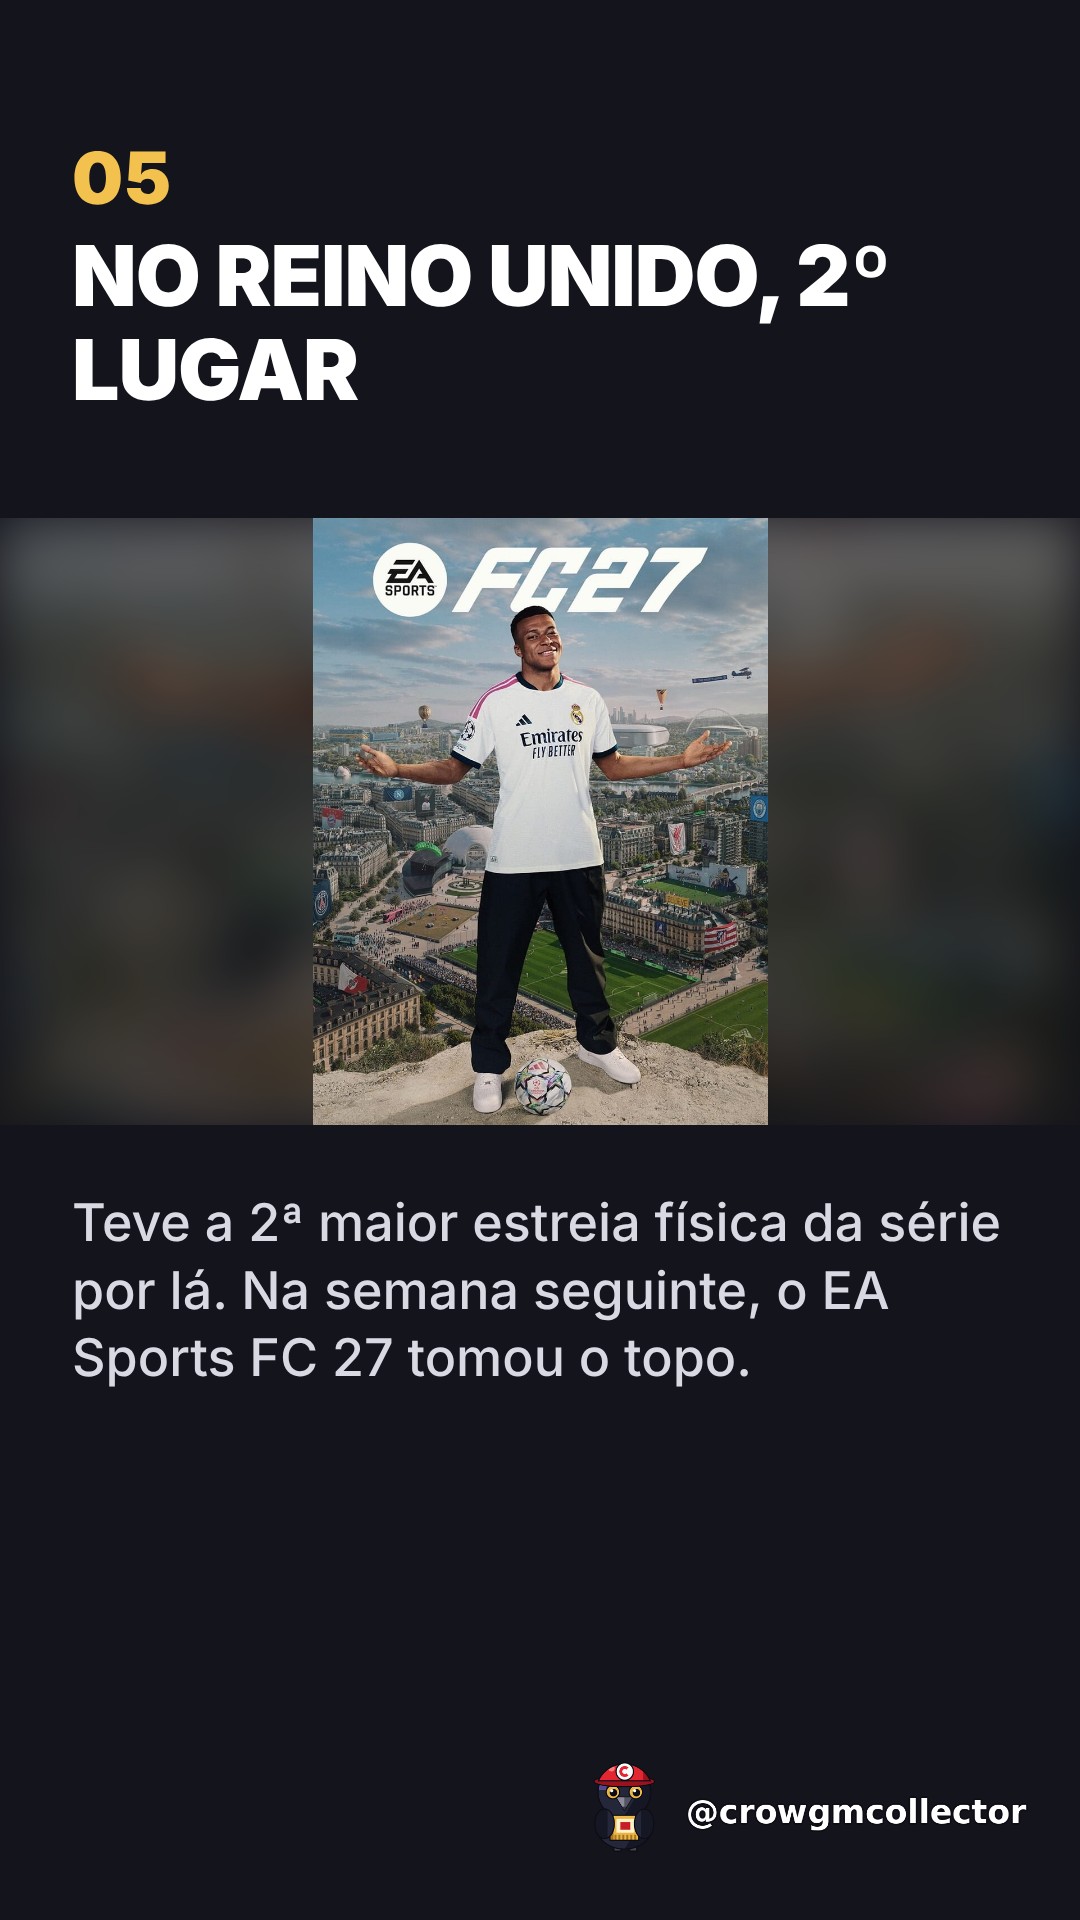 05
NO REINO UNIDO, 2º
LUGAR
EA
SPORTS
FC27
Emirates
FLY BETTER
Teve a 2ª maior estreia física da série
por lá. Na semana seguinte, o EA
Sports FC 27 tomou o topo.
C
@crowgmcollector